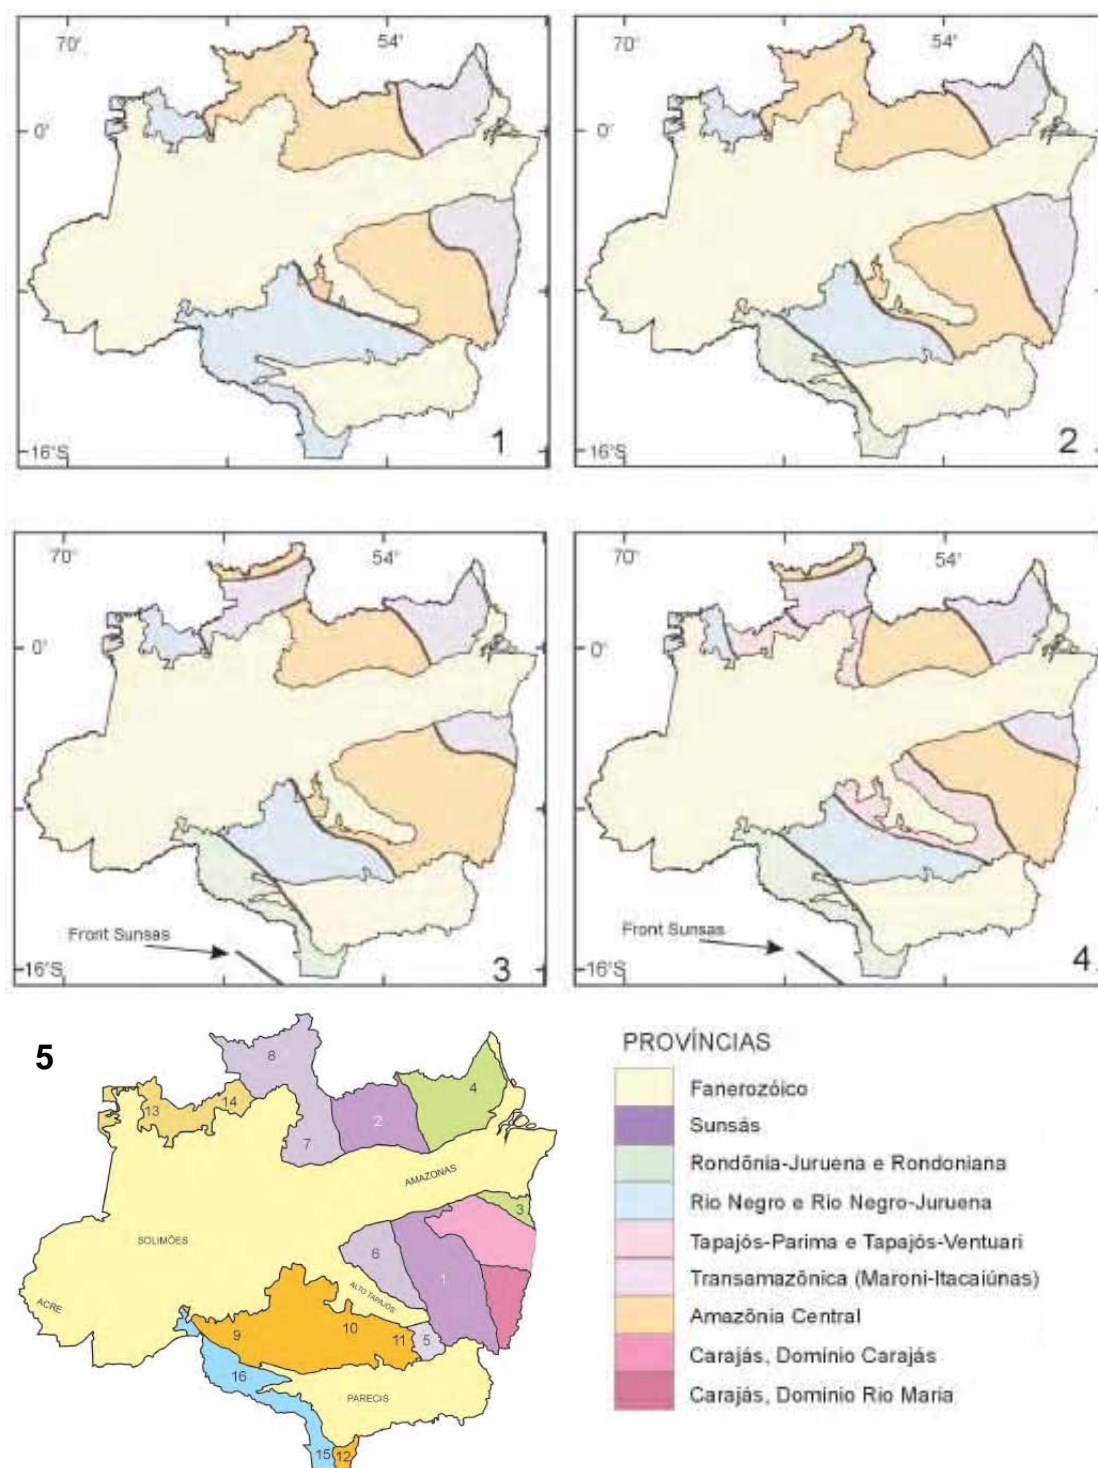 70°
54°
0°
16°S
1
70°
54°
0°
16°S
2
70°
54°
0°
Front Sunsas
16°S
3
70°
54°
0°
Front Sunsas
16°S
4
5
8
4
13
14
2
7
AMAZONAS
3
SOLIMÕES
6
1
ALTO TAPAJÓS
ACRE
9
10
11
5
16
PARECIS
15
12
PROVÍNCIAS
Fanerozóico
Sunsás
Rondônia-Juruena e Rondoniana
Rio Negro e Rio Negro-Juruena
Tapajós-Parima e Tapajós-Ventuari
Transamazônica (Maroni-Itacaiúnas)
Amazônia Central
Carajás, Domínio Carajás
Carajás, Domínio Rio Maria